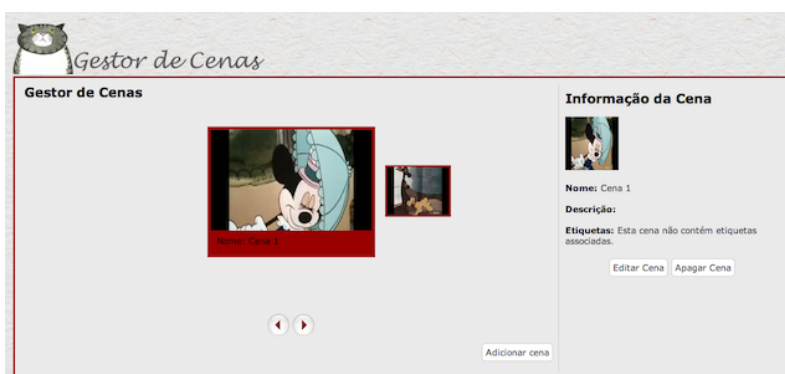 Gestor de Cenas
Gestor de Cenas
Nome: Cena 1
Adicionar cena
Informação da Cena
Nome: Cena 1
Descrição:
Etiquetas: Esta cena não contém etiquetas
associadas.
Editar Cena Apagar Cena